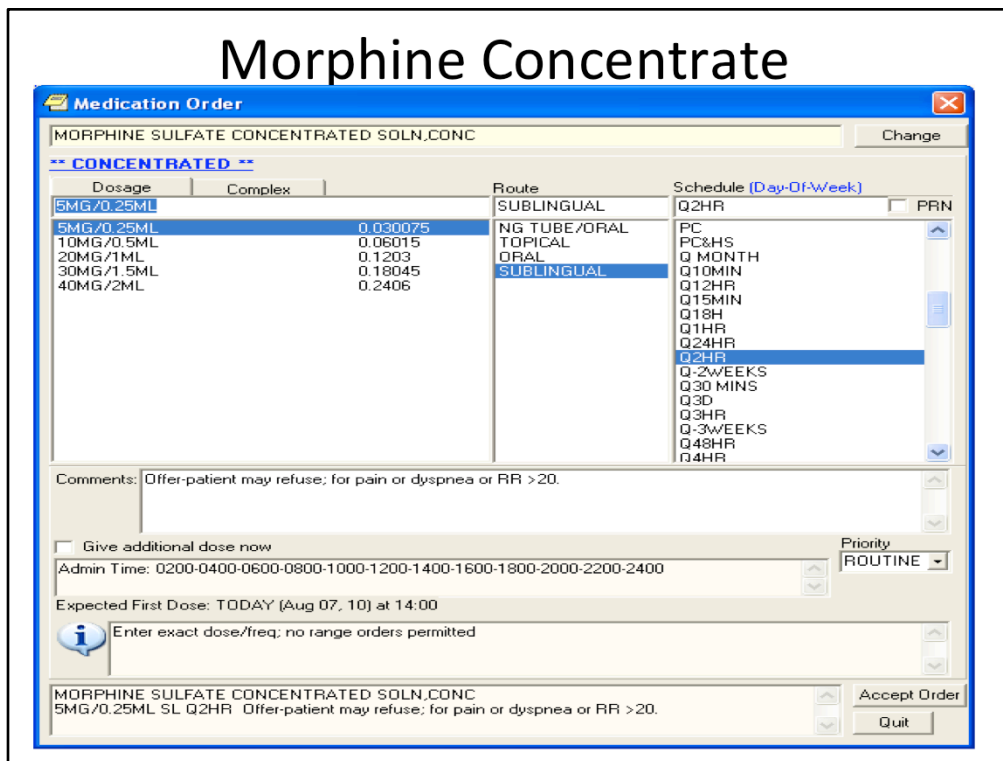 Morphine Concentrate
Medication Order
MORPHINE SULFATE CONCENTRATED SOLN,CONC
Change
** CONCENTRATED **
Dosage Complex Route Schedule (Day-Of-Week)
5MG/0.25ML SUBLINGUAL Q2HR PRN
5MG/0.25ML 0.030075 NG TUBE/ORAL PC
10MG/0.5ML 0.06015 TOPICAL PC&HS
20MG/1ML 0.1203 ORAL Q MONTH
30MG/1.5ML 0.18045 SUBLINGUAL Q10MIN
40MG/2ML 0.2406 Q12HR
Q15MIN
Q18H
Q1HR
Q24HR
Q2HR
Q-2WEEKS
Q30 MINS
Q3D
Q3HR
Q-3WEEKS
Q48HR
Q4HR
Comments: Offer-patient may refuse; for pain or dyspnea or RR >20.
Give additional dose now
Priority
ROUTINE
Admin Time: 0200-0400-0600-0800-1000-1200-1400-1600-1800-2000-2200-2400
Expected First Dose: TODAY (Aug 07, 10) at 14:00
Enter exact dose/freq; no range orders permitted
MORPHINE SULFATE CONCENTRATED SOLN,CONC
5MG/0.25ML SL Q2HR Offer-patient may refuse; for pain or dyspnea or RR >20.
Accept Order
Quit